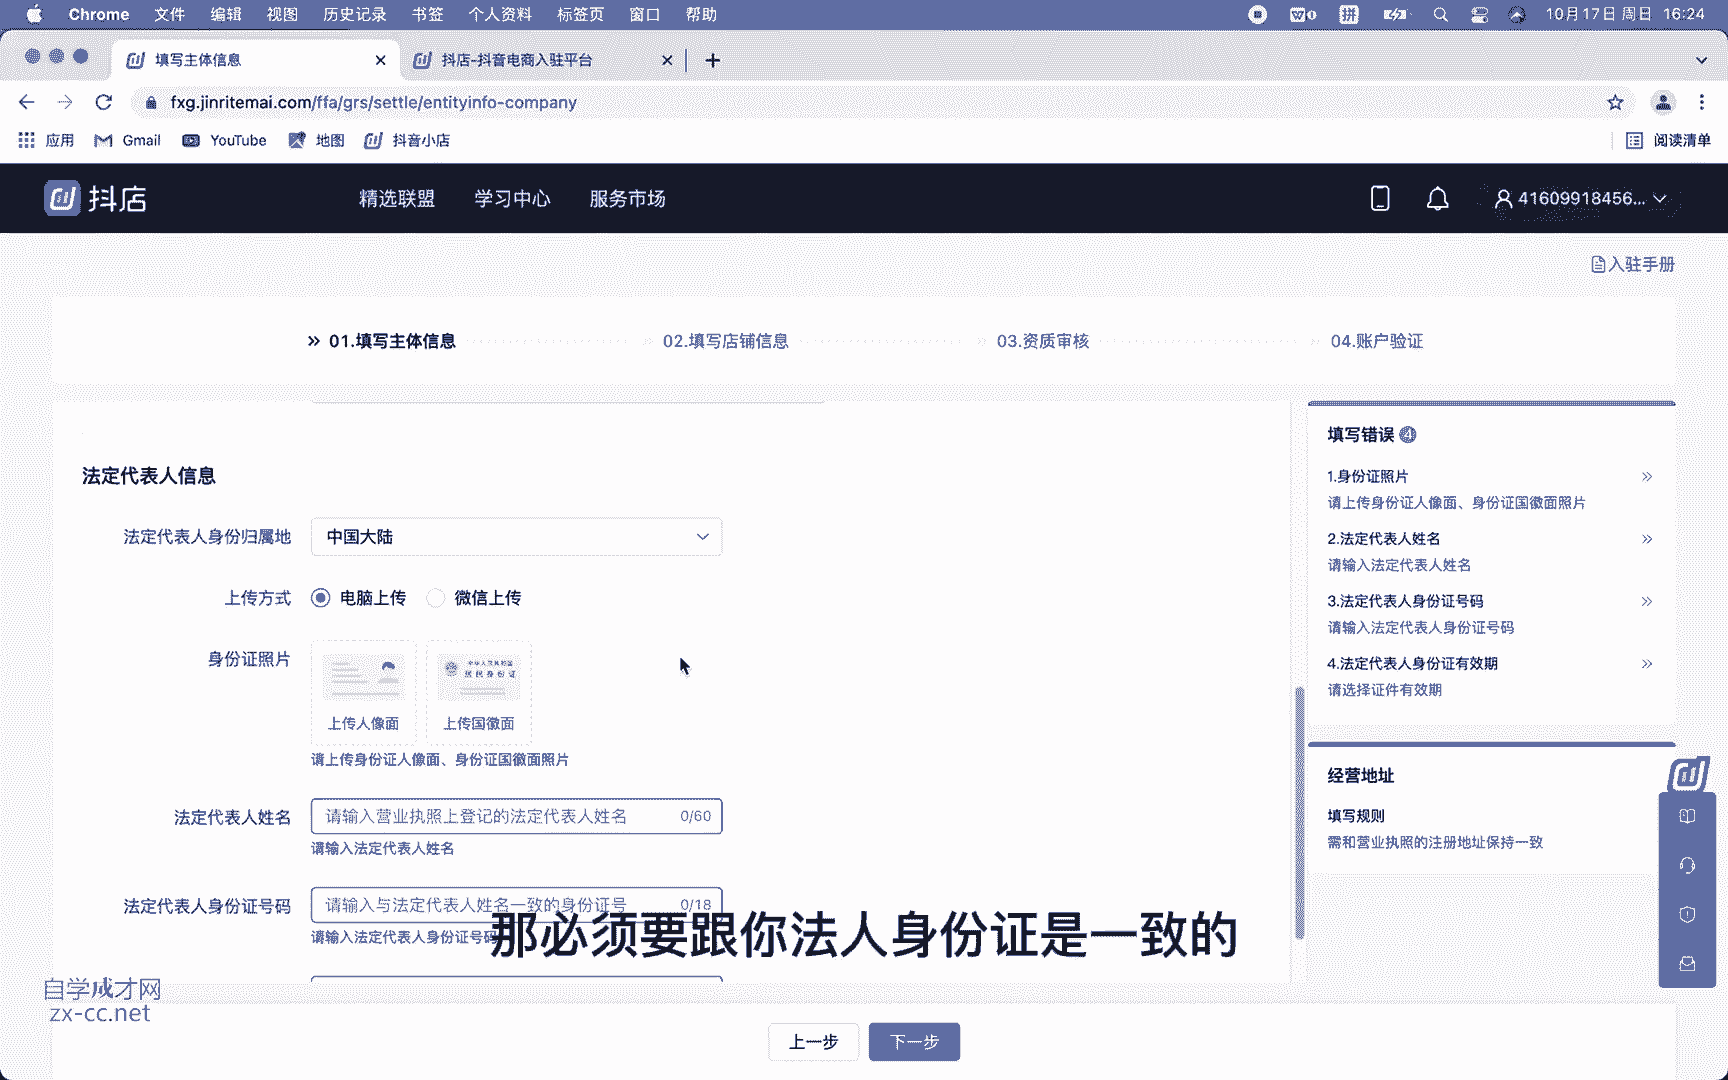 Chrome 文件 编辑 视图 历史记录 书签 个人资料 标签页 窗口 帮助 拼 10月17日 周日 16:24
填写主体信息 抖店-抖音电商入驻平台
fxg.jinritemai.com/ffa/grs/settle/entityinfo-company
应用 Gmail YouTube 地图 抖音小店 阅读清单
抖店 精选联盟 学习中心 服务市场 41609918456...
入驻手册
01.填写主体信息 02.填写店铺信息 03.资质审核 04.账户验证
法定代表人信息
法定代表人身份归属地 中国大陆
上传方式 电脑上传 微信上传
身份证照片
中华人民共和国
居民身份证
上传人像面 上传国徽面
请上传身份证人像面、身份证国徽面照片
法定代表人姓名 请输入营业执照上登记的法定代表人姓名 0/60
请输入法定代表人姓名
法定代表人身份证号码 请输入与法定代表人姓名一致的身份证号 0/18
请输入法定代表人身份证号码
填写错误 4
1.身份证照片
请上传身份证人像面、身份证国徽面照片
2.法定代表人姓名
请输入法定代表人姓名
3.法定代表人身份证号码
请输入法定代表人身份证号码
4.法定代表人身份证有效期
请选择证件有效期
经营地址
填写规则
需和营业执照的注册地址保持一致
那必须要跟你法人身份证是一致的
自学成才网
zx-cc.net
上一步 下一步